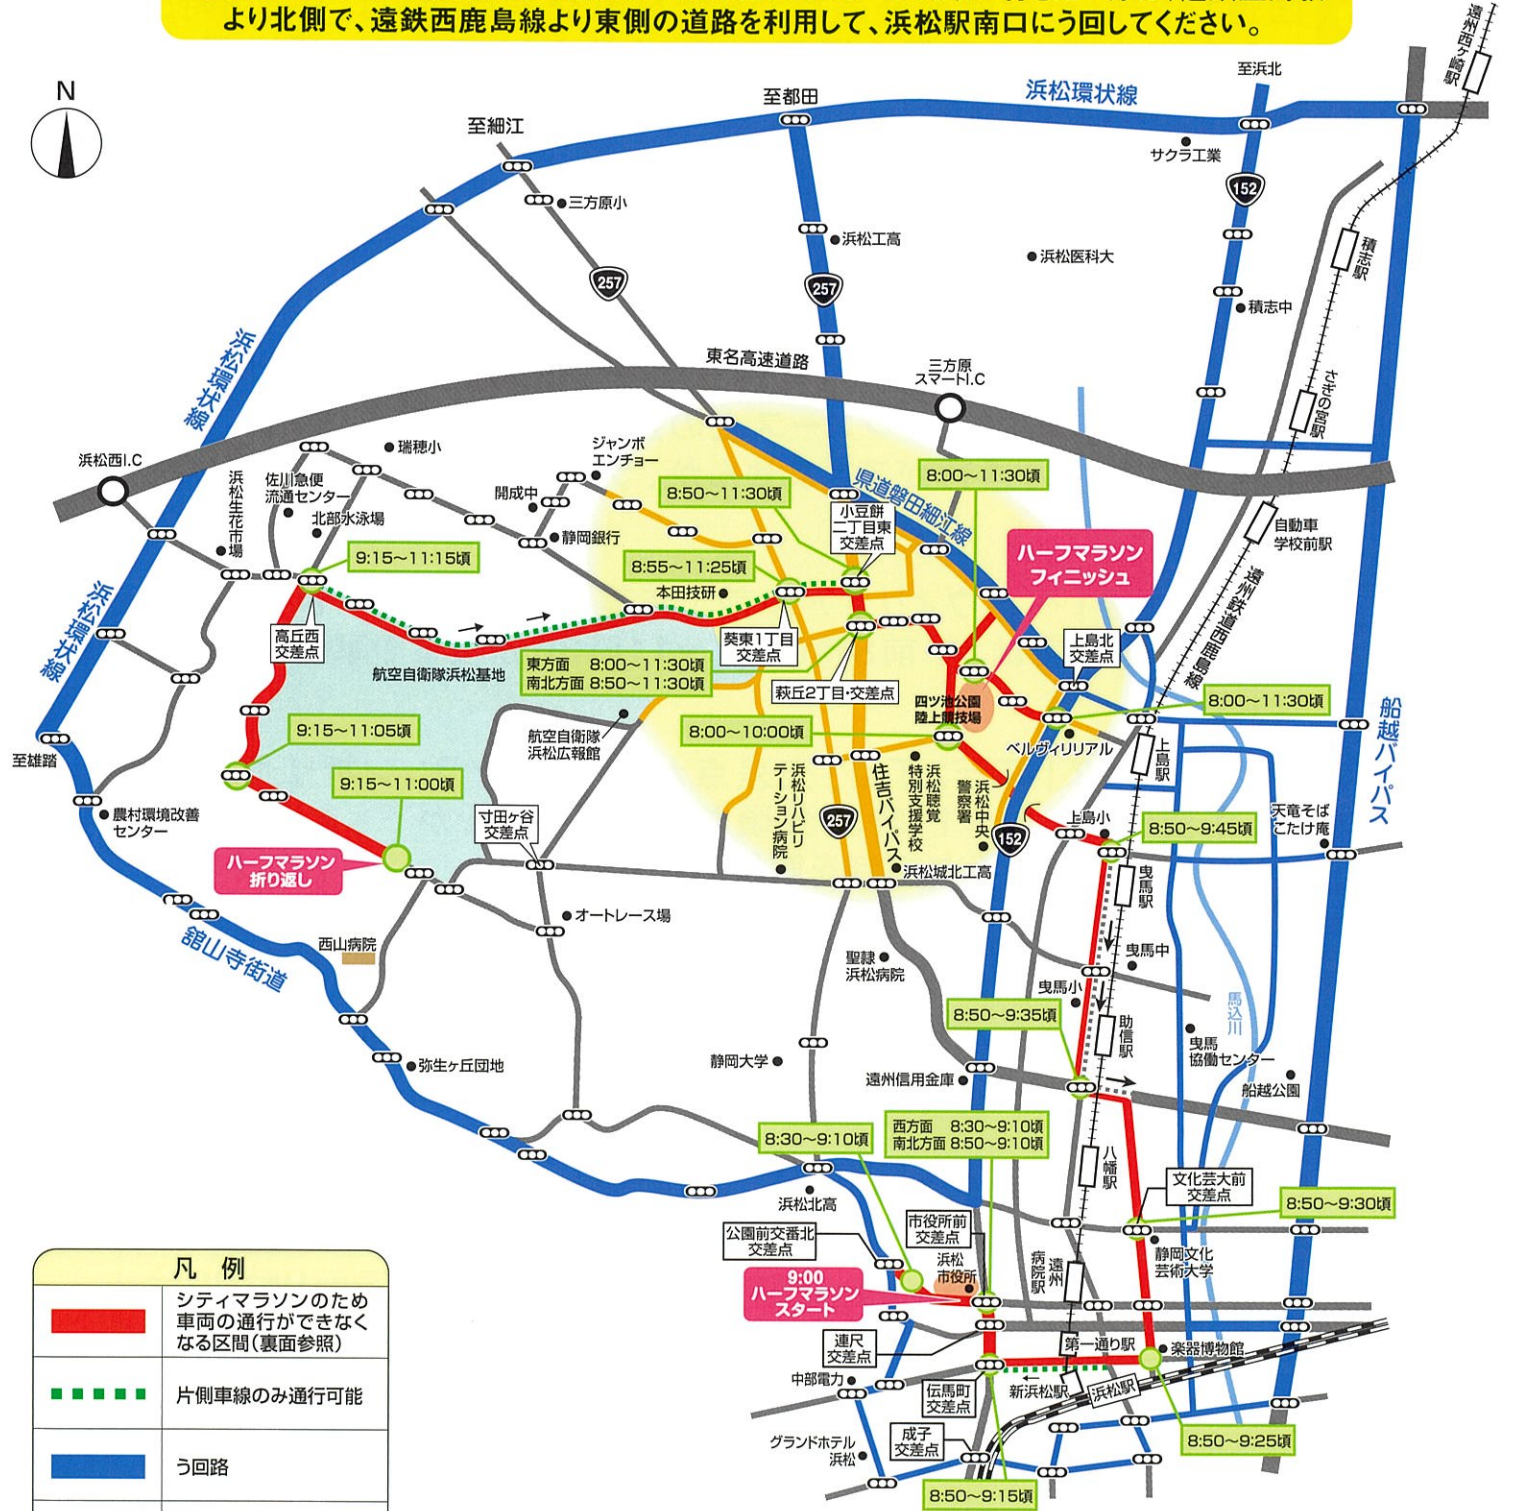 より北側で、遠鉄西鹿島線より東側の道路を利用して、浜松駅南口にう回してください。
N
至細江
至都田
浜松環状線
至浜北
遠州西ヶ崎駅
サクラ工業
152
三方原小
浜松工高
浜松医科大
257
257
積志駅
積志中
浜松環状線
東名高速道路
三方原
スマートI.C
さぎの宮駅
浜松西I.C
瑞穂小
ジャンボ
エンチョー
浜松生花市場
佐川急便
流通センター
北部水泳場
開成中
静岡銀行
8:50〜11:30頃
8:00〜11:30頃
県道磐田細江線
小豆餅
二丁目東
交差点
自動車
学校前駅
9:15〜11:15頃
8:55〜11:25頃
本田技研
ハーフマラソン
フィニッシュ
遠州鉄道西鹿島線
浜松環状線
高丘西
交差点
航空自衛隊浜松基地
葵東1丁目
交差点
上島北
交差点
東方面 8:00〜11:30頃
南北方面 8:50〜11:30頃
萩丘2丁目・交差点
四ツ池公園
陸上競技場
8:00〜11:30頃
船越バイパス
9:15〜11:05頃
航空自衛隊
浜松広報館
8:00〜10:00頃
ベルヴィリリアル
上島駅
至雄踏
9:15〜11:00頃
浜松リハビリ
テーション病院
住吉バイパス
浜松聴覚
特別支援学校
浜松中央
警察署
農村環境改善
センター
寸田ヶ谷
交差点
257
152
上島小
8:50〜9:45頃
天竜そば
こたけ庵
ハーフマラソン
折り返し
浜松城北工高
曳馬駅
オートレース場
舘山寺街道
西山病院
聖隷
浜松病院
曳馬中
曳馬小
8:50〜9:35頃
助信駅
馬込川
曳馬
協働センター
弥生ヶ丘団地
静岡大学
遠州信用金庫
船越公園
8:30〜9:10頃
西方面 8:30〜9:10頃
南北方面 8:50〜9:10頃
八幡駅
文化芸大前
交差点
8:50〜9:30頃
浜松北高
公園前交番北
交差点
市役所前
交差点
浜松
市役所
遠州
病院駅
静岡文化
芸術大学
9:00
ハーフマラソン
スタート
連尺
交差点
第一通り駅
楽器博物館
中部電力
伝馬町
交差点
新浜松駅
浜松駅
グランドホテル
浜松
成子
交差点
8:50〜9:25頃
8:50〜9:15頃
凡例
シティマラソンのため
車両の通行ができなく
なる区間(裏面参照)
片側車線のみ通行可能
う回路